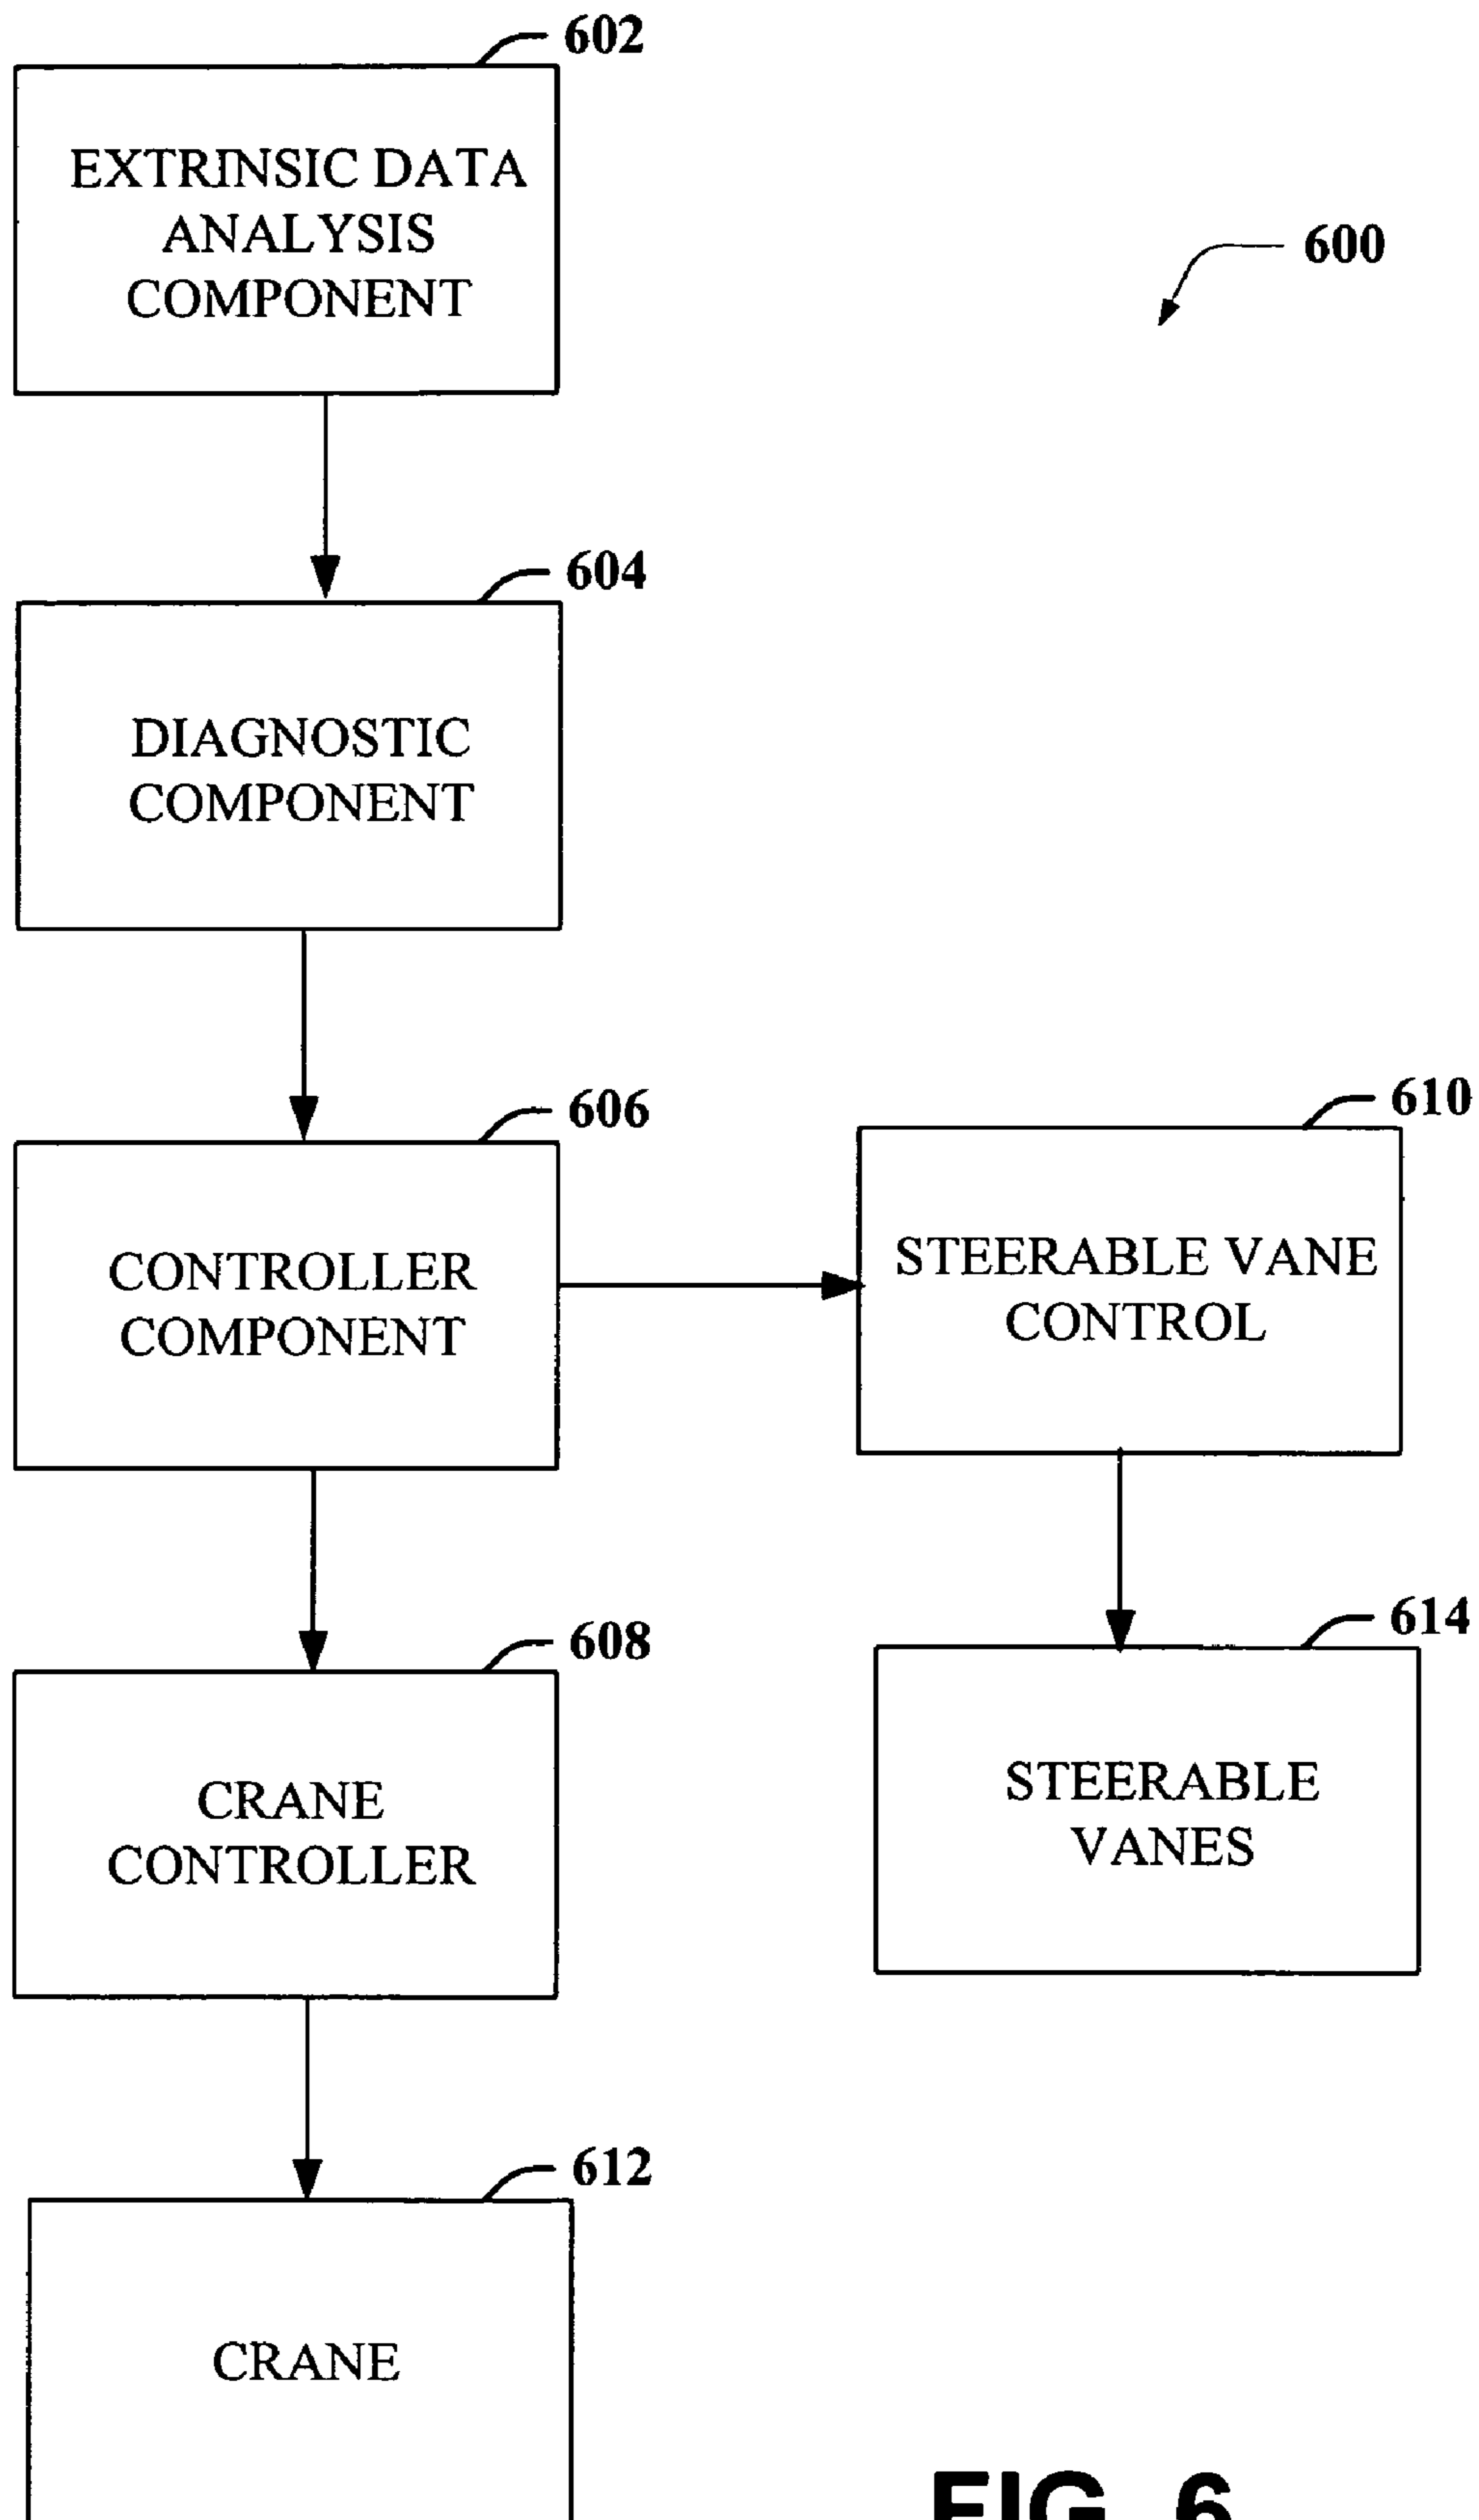 602
EXTRINSIC DATA
ANALYSIS
COMPONENT
600
604
DIAGNOSTIC
COMPONENT
606
CONTROLLER
COMPONENT
610
STEERABLE VANE
CONTROL
608
CRANE
CONTROLLER
614
STEERABLE
VANES
612
CRANE
FIG. 6